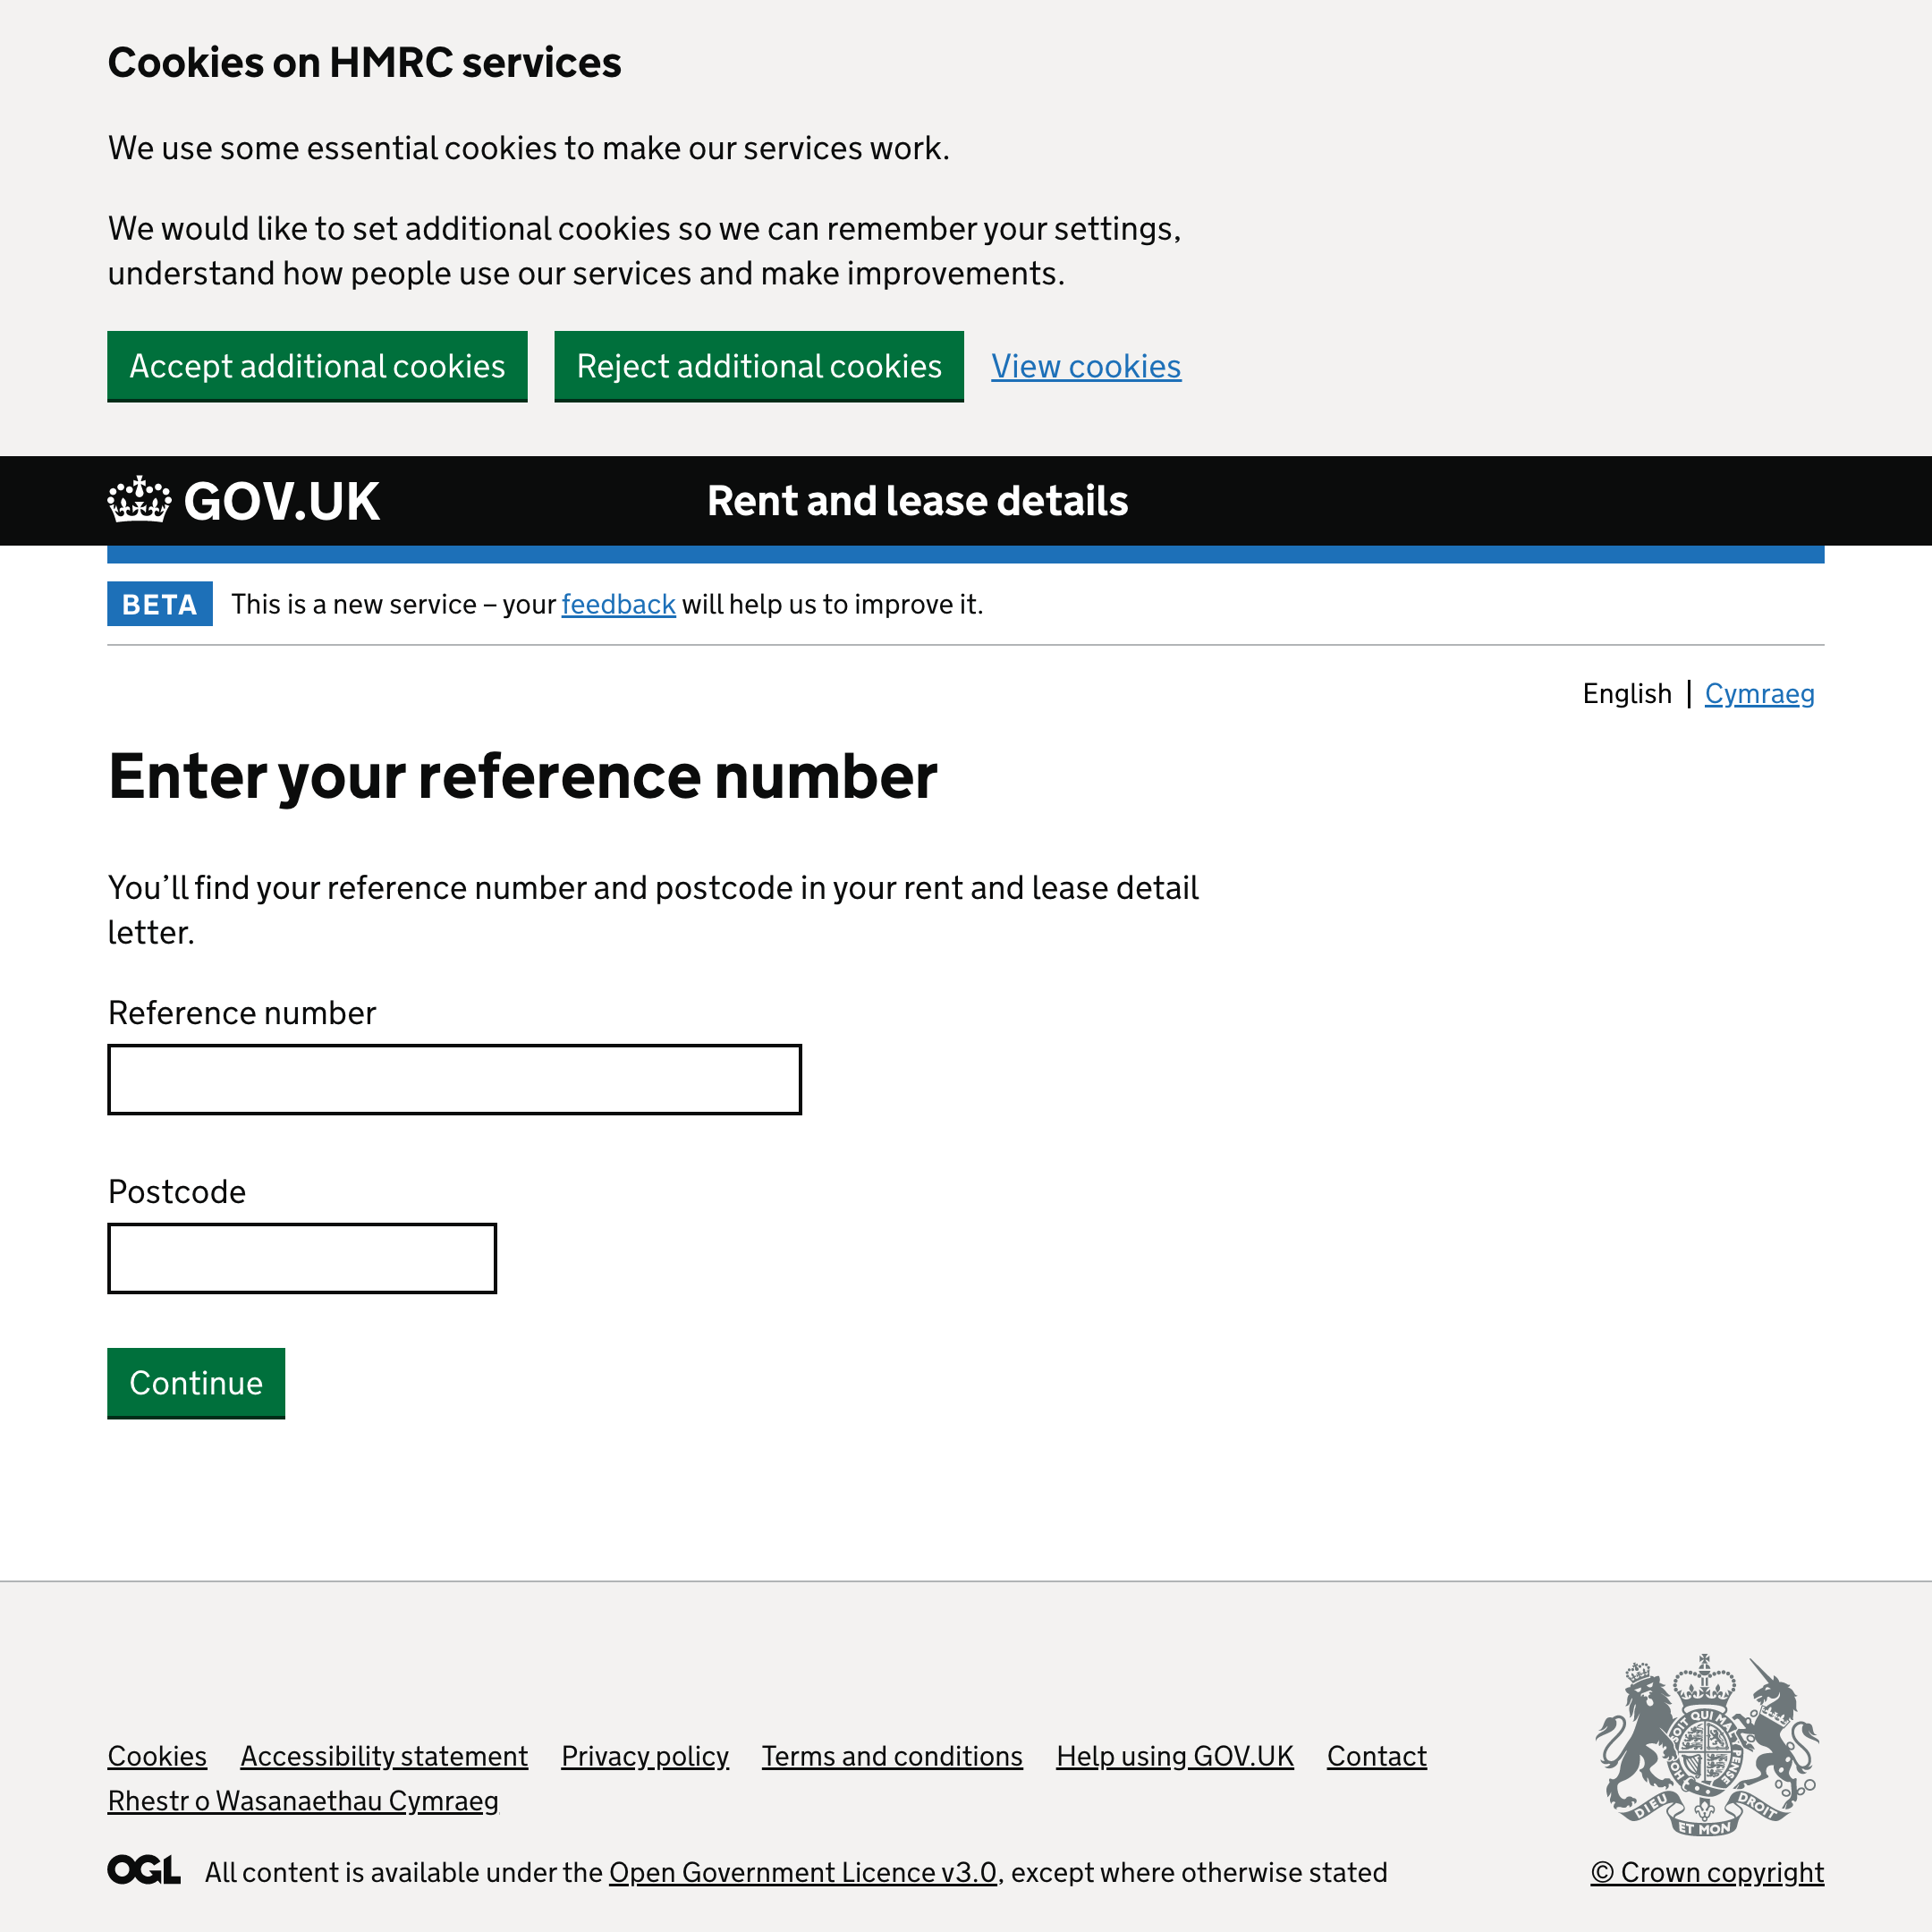 Cookies on HMRC services
We use some essential cookies to make our services work.
We would like to set additional cookies so we can remember your settings,
understand how people use our services and make improvements.
Accept additional cookies Reject additional cookies View cookies
GOV.UK Rent and lease details
BETA This is a new service – your feedback will help us to improve it.
English | Cymraeg
Enter your reference number
You’ll find your reference number and postcode in your rent and lease detail
letter.
Reference number
Postcode
Continue
Cookies Accessibility statement Privacy policy Terms and conditions Help using GOV.UK Contact
Rhestr o Wasanaethau Cymraeg
DIEU ET MON DROIT
OGL All content is available under the Open Government Licence v3.0, except where otherwise stated
© Crown copyright